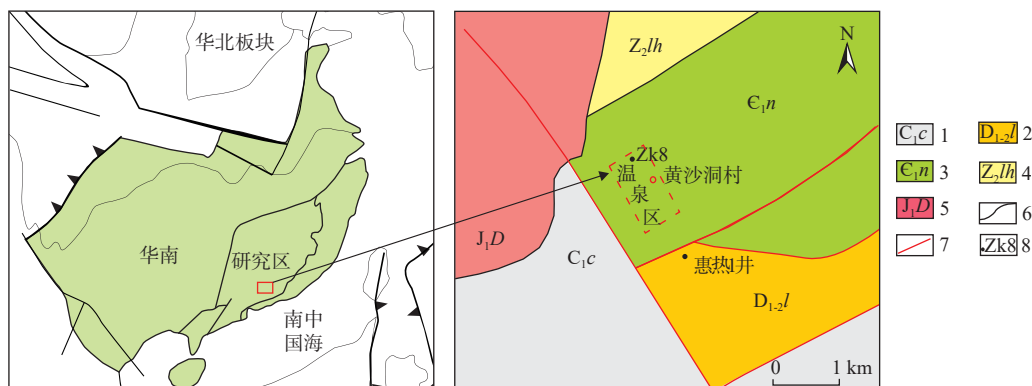 华北板块
华南
研究区
南中
国海
Z₂lh
N
Є₁n
Zk8
温
泉
区
黄沙洞村
J₁D
C₁c
惠热1井
D₁₋₂l
0 1 km
C₁c 1
D₁₋₂l 2
Є₁n 3
Z₂lh 4
J₁D 5
6
7
Zk8 8